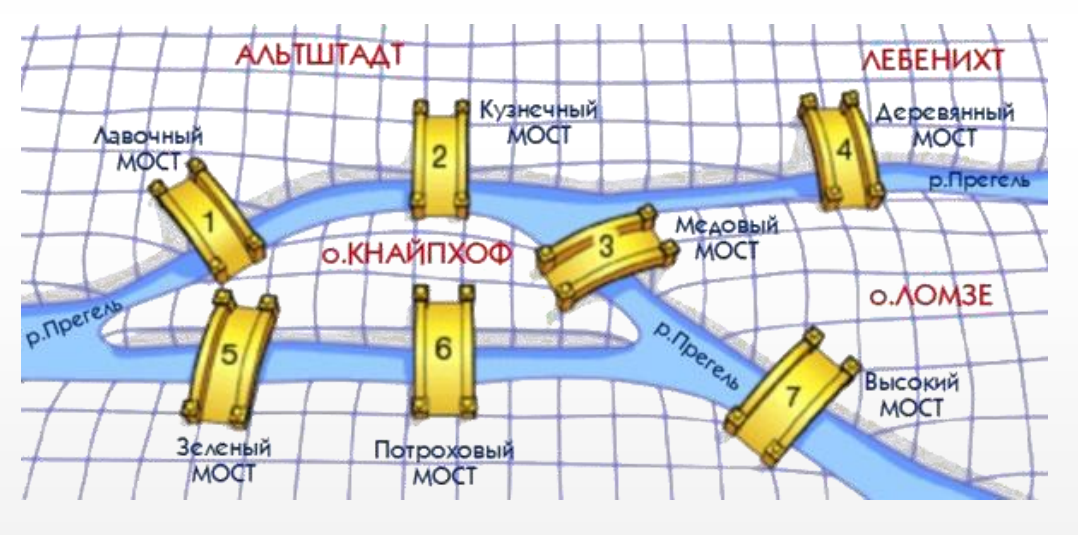 АЛЬТШТАДТ
ЛЕБЕНИХТ
Кузнечный
МОСТ
Деревянный
МОСТ
Лавочный
МОСТ
2
4
р.Прегель
1
3
Медовый
МОСТ
о.КНАЙПХОФ
о.ЛОМЗЕ
р.Прегель
5
6
р.Прегель
7
Высокий
МОСТ
Зеленый
МОСТ
Потроховый
МОСТ